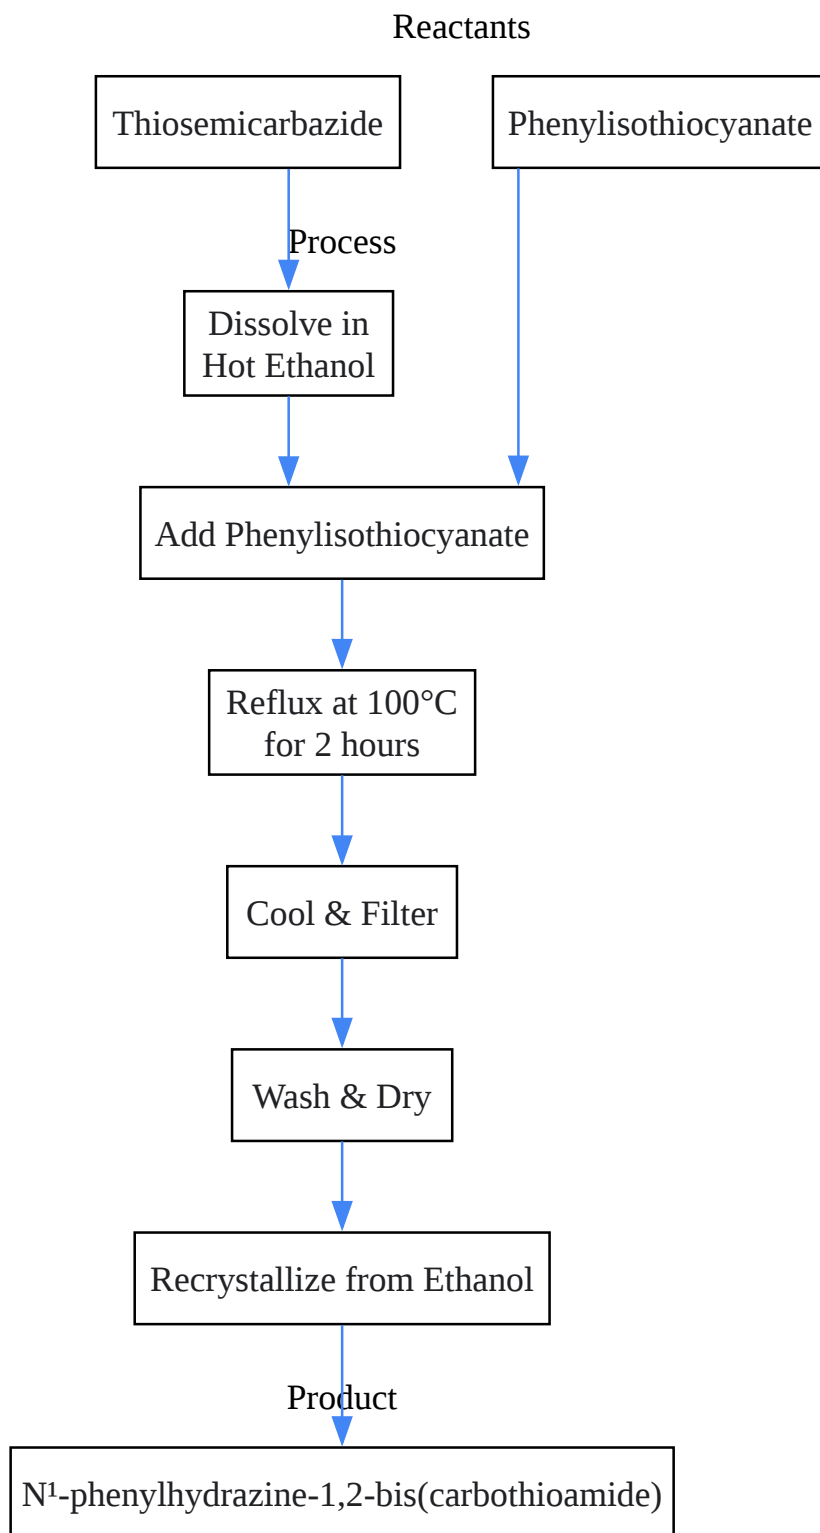 Reactants
Thiosemicarbazide
Phenylisothiocyanate
Process
Dissolve in
Hot Ethanol
Add Phenylisothiocyanate
Reflux at 100°C
for 2 hours
Cool & Filter
Wash & Dry
Recrystallize from Ethanol
Product
N¹-phenylhydrazine-1,2-bis(carbothioamide)